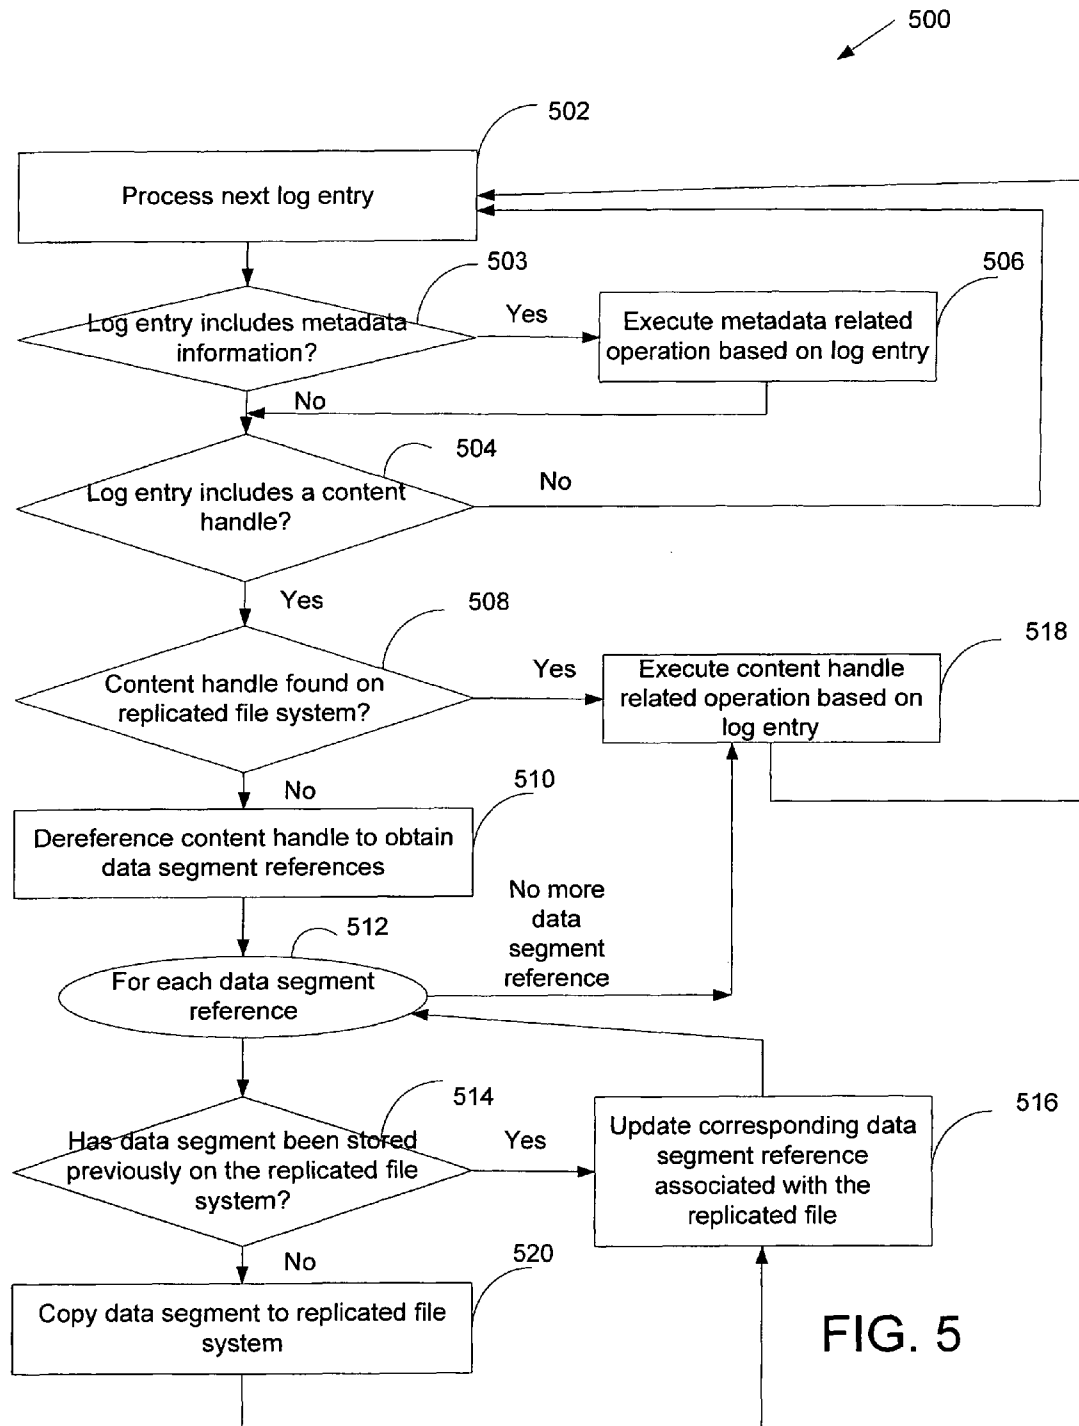 500
502
Process next log entry
503
Log entry includes metadata
information?
Yes
506
Execute metadata related
operation based on log entry
No
504
Log entry includes a content
handle?
No
Yes
508
Content handle found on
replicated file system?
Yes
518
Execute content handle
related operation based on
log entry
No
510
Dereference content handle to obtain
data segment references
No more
data
segment
reference
512
For each data segment
reference
514
Has data segment been stored
previously on the replicated file
system?
Yes
516
Update corresponding data
segment reference
associated with the
replicated file
No
520
Copy data segment to replicated file
system
FIG. 5